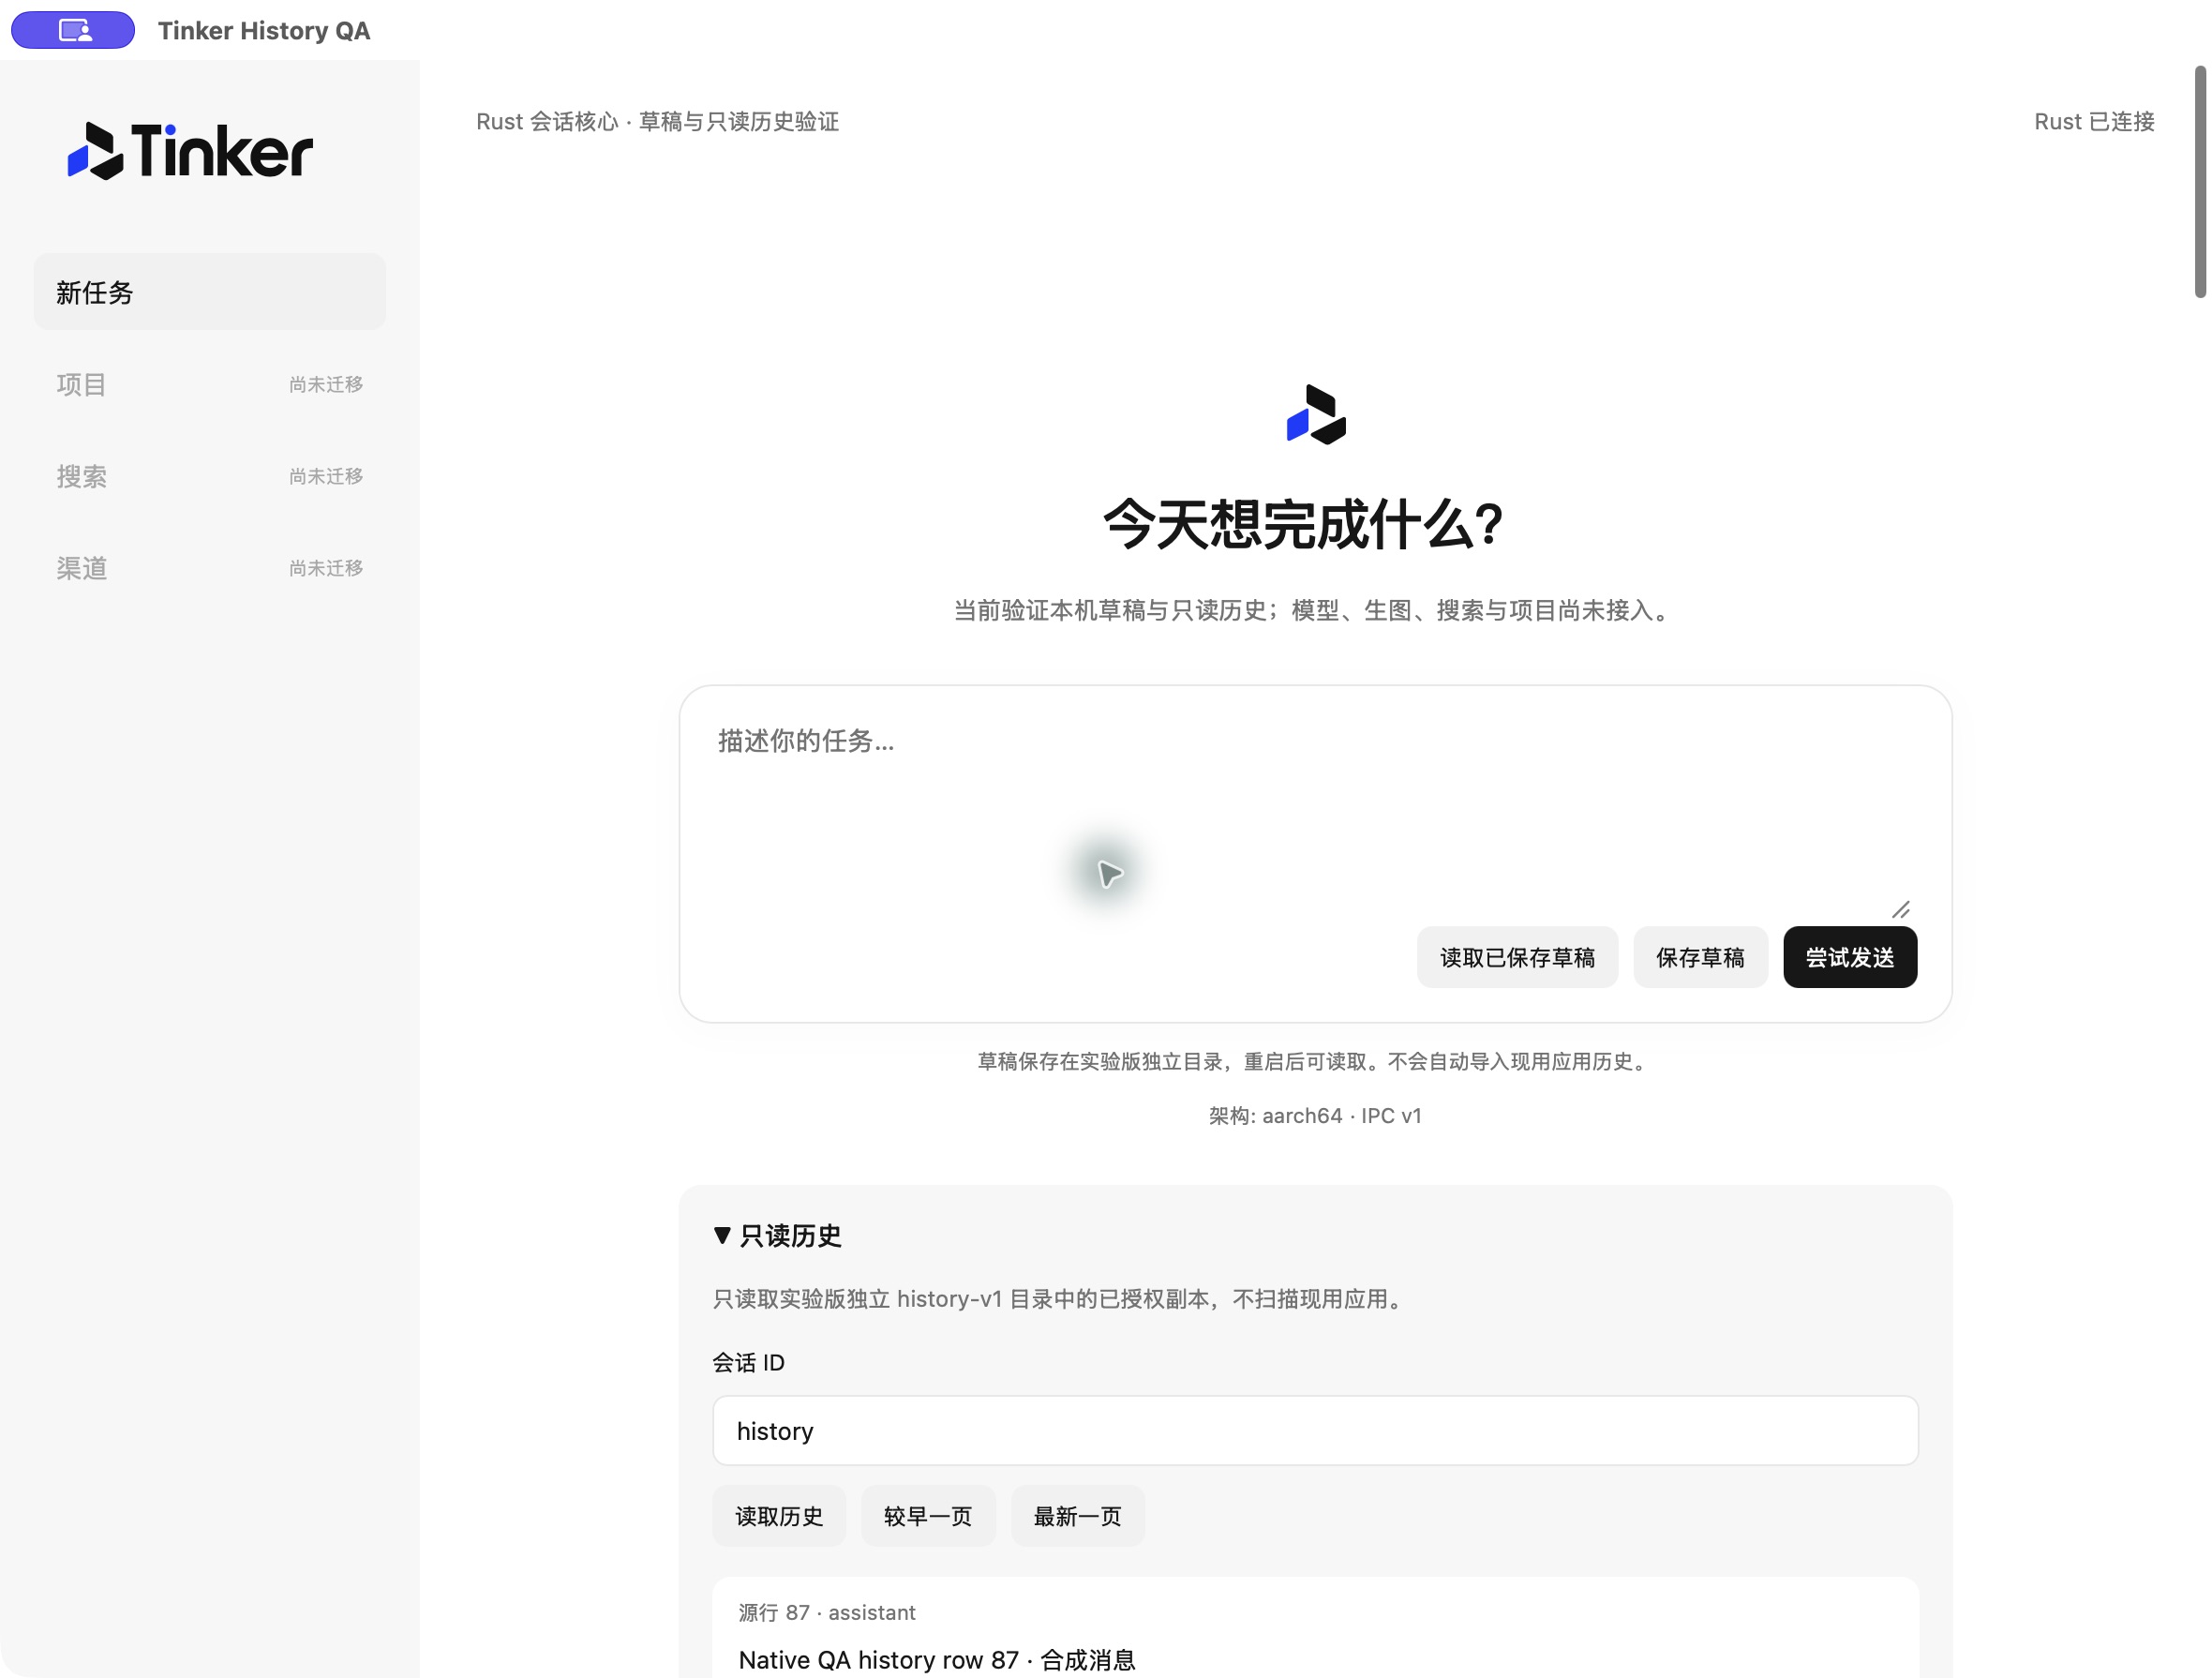 Tinker History QA
Tinker
新任务
项目 尚未迁移
搜索 尚未迁移
渠道 尚未迁移
Rust 会话核心 · 草稿与只读历史验证
Rust 已连接
今天想完成什么?
当前验证本机草稿与只读历史；模型、生图、搜索与项目尚未接入。
描述你的任务...
读取已保存草稿 保存草稿 尝试发送
草稿保存在实验版独立目录，重启后可读取。不会自动导入现用应用历史。
架构: aarch64 · IPC v1
▼ 只读历史
只读取实验版独立 history-v1 目录中的已授权副本，不扫描现用应用。
会话 ID
history
读取历史 较早一页 最新一页
源行 87 · assistant
Native QA history row 87 · 合成消息